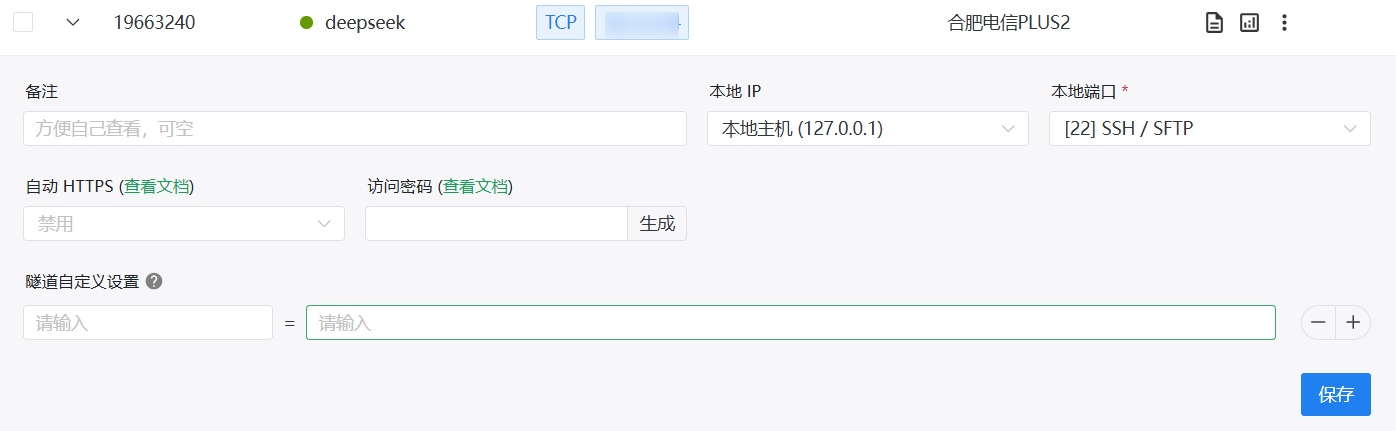 19663240 deepseek TCP 合肥电信PLUS2
备注 本地 IP 本地端口 *
方便自己查看，可空 本地主机 (127.0.0.1) [22] SSH / SFTP
自动 HTTPS (查看文档) 访问密码 (查看文档)
禁用 生成
隧道自定义设置 ?
请输入 = 请输入 − +
保存